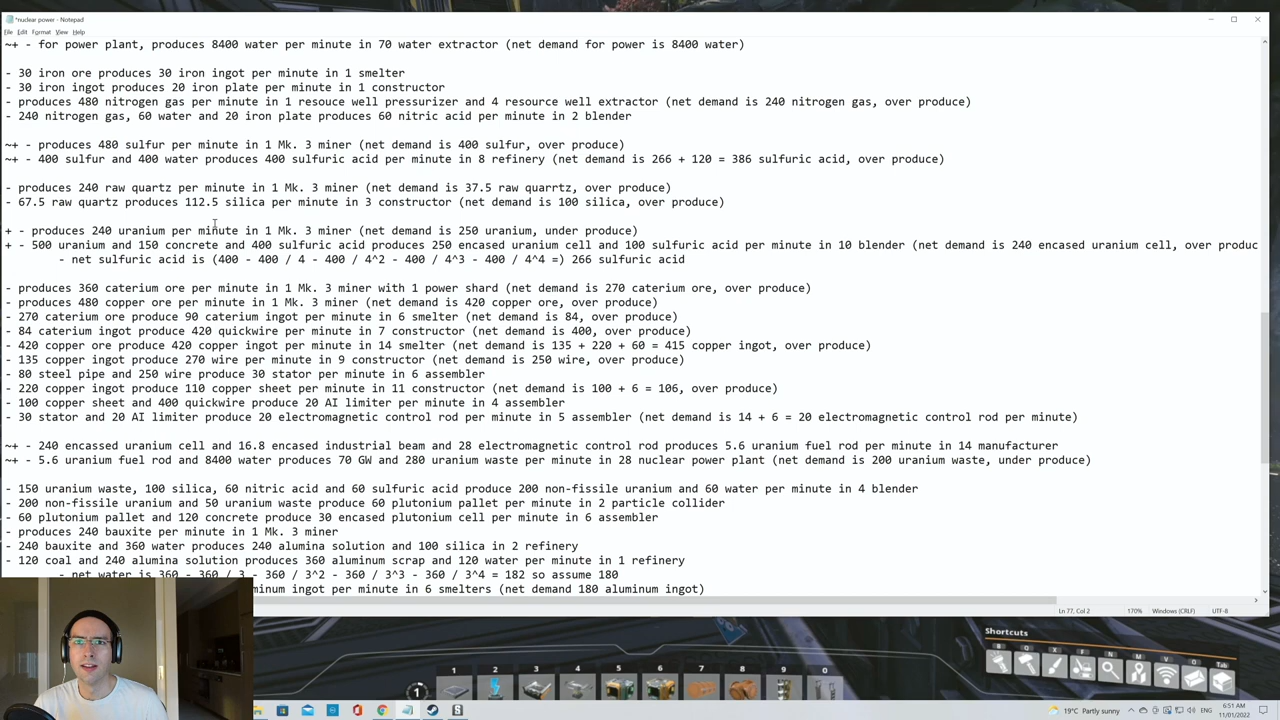 *nuclear power - Notepad
File Edit Format View Help
~+ - for power plant, produces 8400 water per minute in 70 water extractor (net demand for power is 8400 water)
- 30 iron ore produces 30 iron ingot per minute in 1 smelter
- 30 iron ingot produces 20 iron plate per minute in 1 constructor
- produces 480 nitrogen gas per minute in 1 resouce well pressurizer and 4 resource well extractor (net demand is 240 nitrogen gas, over produce)
- 240 nitrogen gas, 60 water and 20 iron plate produces 60 nitric acid per minute in 2 blender
~+ - produces 480 sulfur per minute in 1 Mk. 3 miner (net demand is 400 sulfur, over produce)
~+ - 400 sulfur and 400 water produces 400 sulfuric acid per minute in 8 refinery (net demand is 266 + 120 = 386 sulfuric acid, over produce)
- produces 240 raw quartz per minute in 1 Mk. 3 miner (net demand is 37.5 raw quarrtz, over produce)
- 67.5 raw quartz produces 112.5 silica per minute in 3 constructor (net demand is 100 silica, over produce)
+ - produces 240 uranium per minute in 1 Mk. 3 miner (net demand is 250 uranium, under produce)
+ - 500 uranium and 150 concrete and 400 sulfuric acid produces 250 encased uranium cell and 100 sulfuric acid per minute in 10 blender (net demand is 240 encased uranium cell, over produc
- net sulfuric acid is (400 - 400 / 4 - 400 / 4^2 - 400 / 4^3 - 400 / 4^4 =) 266 sulfuric acid
- produces 360 caterium ore per minute in 1 Mk. 3 miner with 1 power shard (net demand is 270 caterium ore, over produce)
- produces 480 copper ore per minute in 1 Mk. 3 miner (net demand is 420 copper ore, over produce)
- 270 caterium ore produce 90 caterium ingot per minute in 6 smelter (net demand is 84, over produce)
- 84 caterium ingot produce 420 quickwire per minute in 7 constructor (net demand is 400, over produce)
- 420 copper ore produce 420 copper ingot per minute in 14 smelter (net demand is 135 + 220 + 60 = 415 copper ingot, over produce)
- 135 copper ingot produce 270 wire per minute in 9 constructor (net demand is 250 wire, over produce)
- 80 steel pipe and 250 wire produce 30 stator per minute in 6 assembler
- 220 copper ingot produce 110 copper sheet per minute in 11 constructor (net demand is 100 + 6 = 106, over produce)
- 100 copper sheet and 400 quickwire produce 20 AI limiter per minute in 4 assembler
- 30 stator and 20 AI limiter produce 20 electromagnetic control rod per minute in 5 assembler (net demand is 14 + 6 = 20 electromagnetic control rod per minute)
~+ - 240 encassed uranium cell and 16.8 encased industrial beam and 28 electromagnetic control rod produces 5.6 uranium fuel rod per minute in 14 manufacturer
~+ - 5.6 uranium fuel rod and 8400 water produces 70 GW and 280 uranium waste per minute in 28 nuclear power plant (net demand is 200 uranium waste, under produce)
- 150 uranium waste, 100 silica, 60 nitric acid and 60 sulfuric acid produce 200 non-fissile uranium and 60 water per minute in 4 blender
- 200 non-fissile uranium and 50 uranium waste produce 60 plutonium pallet per minute in 2 particle collider
- 60 plutonium pallet and 120 concrete produce 30 encased plutonium cell per minute in 6 assembler
- produces 240 bauxite per minute in 1 Mk. 3 miner
- 240 bauxite and 360 water produces 240 alumina solution and 100 silica in 2 refinery
- 120 coal and 240 alumina solution produces 360 aluminum scrap and 120 water per minute in 1 refinery
- net water is 360 - 360 / 3 - 360 / 3^2 - 360 / 3^3 - 360 / 3^4 = 182 so assume 180
minum ingot per minute in 6 smelters (net demand 180 aluminum ingot)
Ln 77, Col 2 170% Windows (CRLF) UTF-8
Shortcuts
B Q X F N M V G Tab
1 1 2 3 4 5 6 7 8 9 0
19°C Partly sunny ENG 6:51 AM
11/01/2022